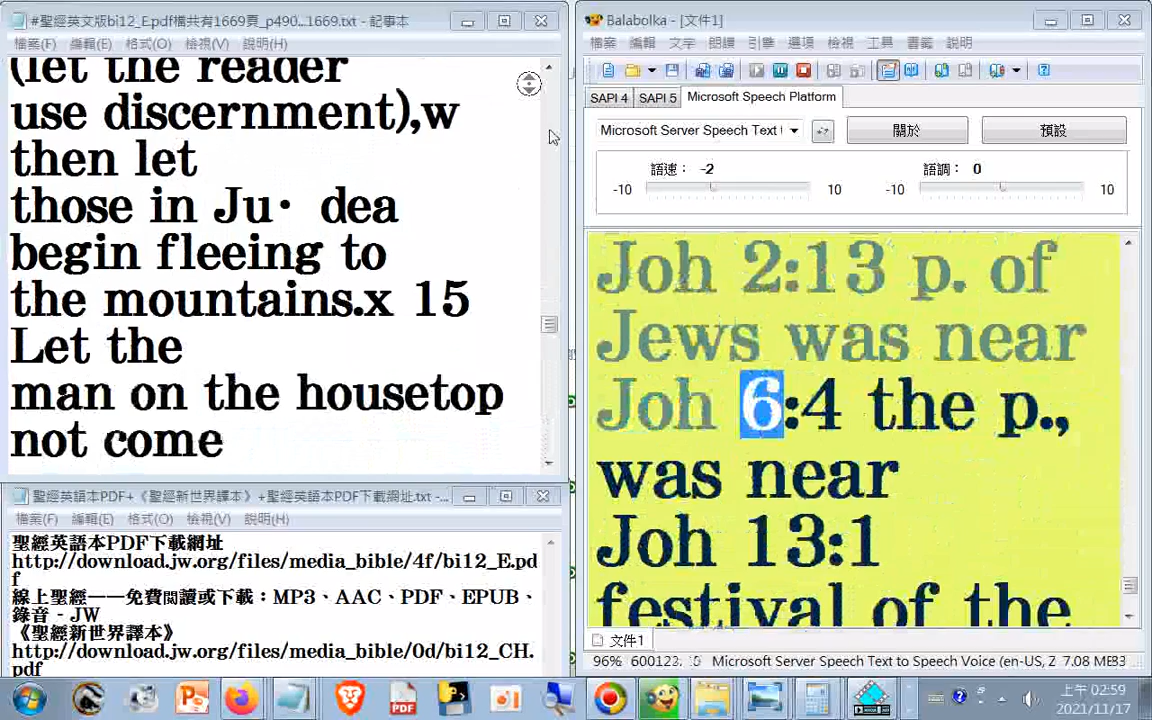 #聖經英文版bi12_E.pdf橫共有1669頁_p490...1669.txt - 記事本
檔案(F) 編輯(E) 格式(O) 檢視(V) 說明(H)
(let the reader
use discernment),w
then let
those in Ju· dea
begin fleeing to
the mountains.x 15
Let the
man on the housetop
not come
聖經英語本PDF+《聖經新世界譯本》+聖經英語本PDF下載網址.txt -...
檔案(F) 編輯(E) 格式(O) 檢視(V) 說明(H)
聖經英語本PDF下載網址
http://download.jw.org/files/media_bible/4f/bi12_E.pd
f
線上聖經──免費閱讀或下載：MP3、AAC、PDF、EPUB、
錄音 - JW
《聖經新世界譯本》
http://download.jw.org/files/media_bible/0d/bi12_CH.
pdf
Balabolka - [文件1]
檔案 編輯 文字 朗讀 引擎 選項 檢視 工具 書籤 說明
SAPI 4 SAPI 5 Microsoft Speech Platform
Microsoft Server Speech Text 關於 預設
語速： -2 語調： 0
-10 10 -10 10
Joh 2:13 p. of
Jews was near
Joh 6:4 the p.,
was near
Joh 13:1
festival of the
文件1
96% Microsoft Server Speech Text to Speech Voice (en-US, Z 7.08 MB
上午 02:59
2021/11/17